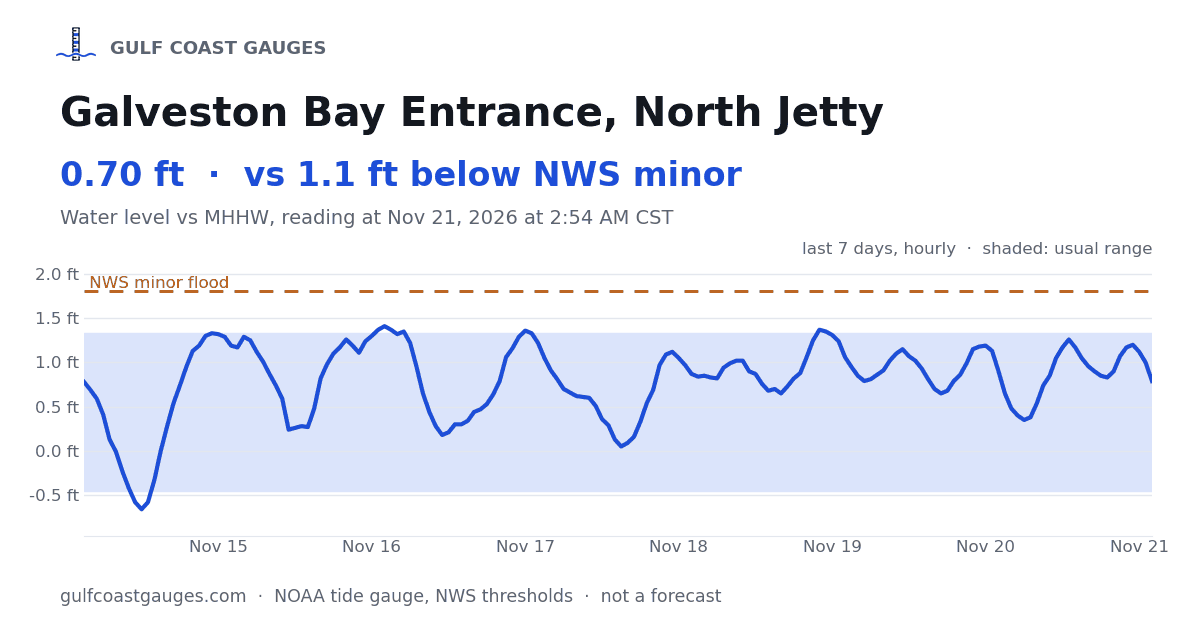 GULF COAST GAUGES
Galveston Bay Entrance, North Jetty
0.70 ft · vs 1.1 ft below NWS minor
Water level vs MHHW, reading at Nov 21, 2026 at 2:54 AM CST
last 7 days, hourly · shaded: usual range
2.0 ft
NWS minor flood
1.5 ft
1.0 ft
0.5 ft
0.0 ft
-0.5 ft
Nov 15 Nov 16 Nov 17 Nov 18 Nov 19 Nov 20 Nov 21
gulfcoastgauges.com · NOAA tide gauge, NWS thresholds · not a forecast